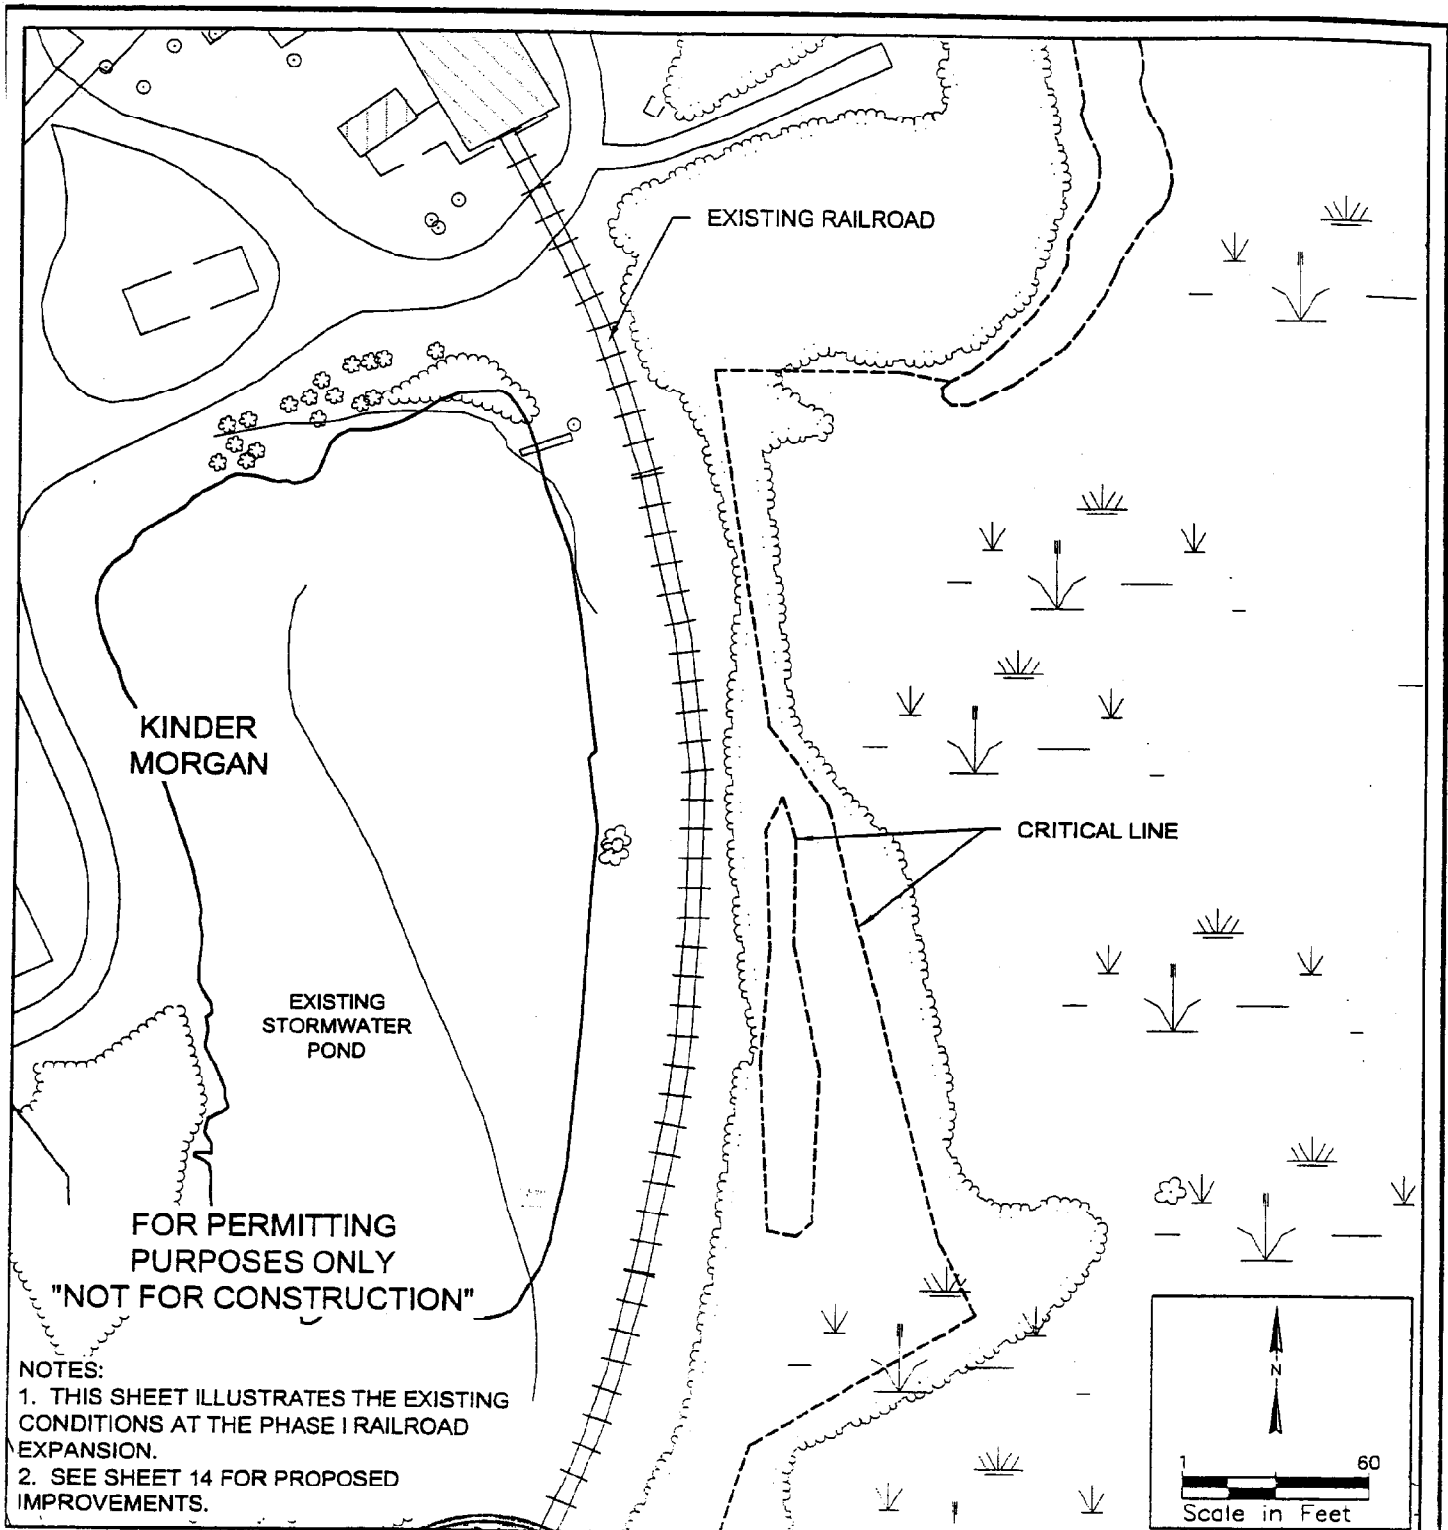 EXISTING RAILROAD
KINDER
MORGAN
CRITICAL LINE
EXISTING
STORMWATER
POND
FOR PERMITTING
PURPOSES ONLY
"NOT FOR CONSTRUCTION"
NOTES:
1. THIS SHEET ILLUSTRATES THE EXISTING
CONDITIONS AT THE PHASE I RAILROAD
EXPANSION.
2. SEE SHEET 14 FOR PROPOSED
IMPROVEMENTS.
N
1 60
Scale in Feet